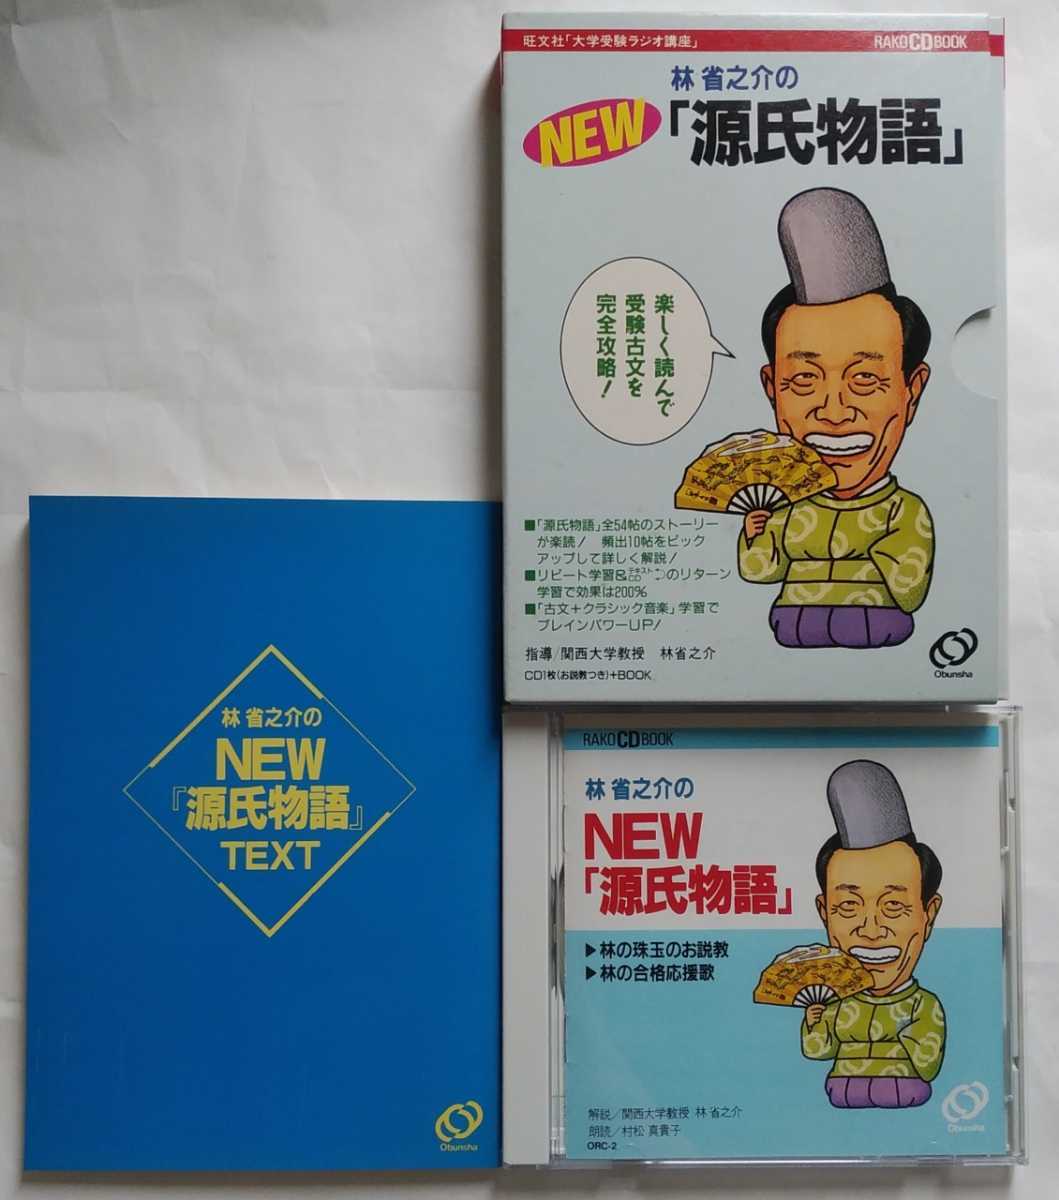 旺文社「大学受験ラジオ講座」
RAKO CD BOOK
林 省之介の
NEW「源氏物語」
楽しく読んで
受験古文を
完全攻略！
■「源氏物語」全54帖のストーリー
が楽読！ 頻出10帖をピック
アップして詳しく解説！
■リピート学習&テキスト⇔CDのリターン
学習で効果は200%
■「古文+クラシック音楽」学習で
ブレインパワーUP！
指導/関西大学教授 林省之介
CD1枚(お説教つき)+BOOK
Obunsha
林 省之介の
NEW
『源氏物語』
TEXT
Obunsha
RAKO CD BOOK
林 省之介の
NEW
「源氏物語」
▶林の珠玉のお説教
▶林の合格応援歌
解説/関西大学教授 林省之介
朗読/村松 真貴子
ORC-2
Obunsha